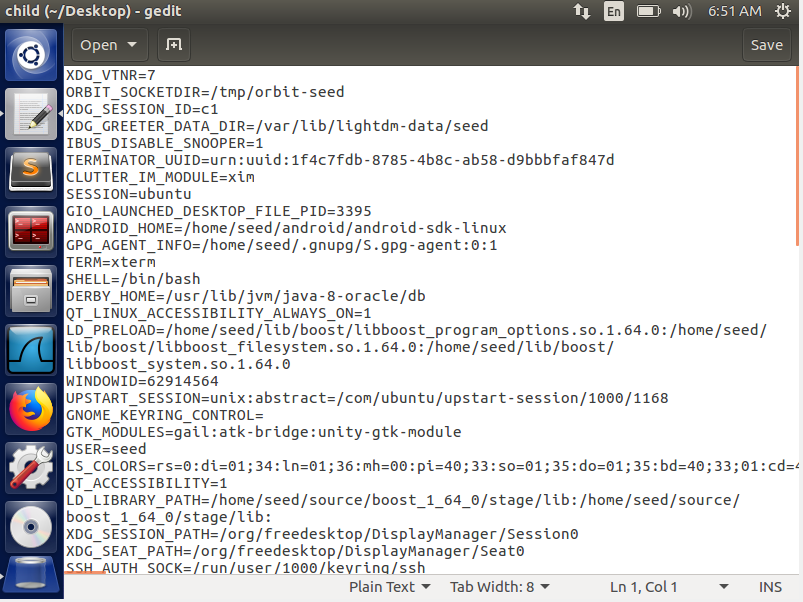 child (~/Desktop) - gedit
En
6:51 AM
Open
Save
XDG_VTNR=7
ORBIT_SOCKETDIR=/tmp/orbit-seed
XDG_SESSION_ID=c1
XDG_GREETER_DATA_DIR=/var/lib/lightdm-data/seed
IBUS_DISABLE_SNOOPER=1
TERMINATOR_UUID=urn:uuid:1f4c7fdb-8785-4b8c-ab58-d9bbbfaf847d
CLUTTER_IM_MODULE=xim
SESSION=ubuntu
GIO_LAUNCHED_DESKTOP_FILE_PID=3395
ANDROID_HOME=/home/seed/android/android-sdk-linux
GPG_AGENT_INFO=/home/seed/.gnupg/S.gpg-agent:0:1
TERM=xterm
SHELL=/bin/bash
DERBY_HOME=/usr/lib/jvm/java-8-oracle/db
QT_LINUX_ACCESSIBILITY_ALWAYS_ON=1
LD_PRELOAD=/home/seed/lib/boost/libboost_program_options.so.1.64.0:/home/seed/
lib/boost/libboost_filesystem.so.1.64.0:/home/seed/lib/boost/
libboost_system.so.1.64.0
WINDOWID=62914564
UPSTART_SESSION=unix:abstract=/com/ubuntu/upstart-session/1000/1168
GNOME_KEYRING_CONTROL=
GTK_MODULES=gail:atk-bridge:unity-gtk-module
USER=seed
LS_COLORS=rs=0:di=01;34:ln=01;36:mh=00:pi=40;33:so=01;35:do=01;35:bd=40;33;01:cd=4
QT_ACCESSIBILITY=1
LD_LIBRARY_PATH=/home/seed/source/boost_1_64_0/stage/lib:/home/seed/source/
boost_1_64_0/stage/lib:
XDG_SESSION_PATH=/org/freedesktop/DisplayManager/Session0
XDG_SEAT_PATH=/org/freedesktop/DisplayManager/Seat0
SSH_AUTH_SOCK=/run/user/1000/keyring/ssh
Plain Text
Tab Width: 8
Ln 1, Col 1
INS